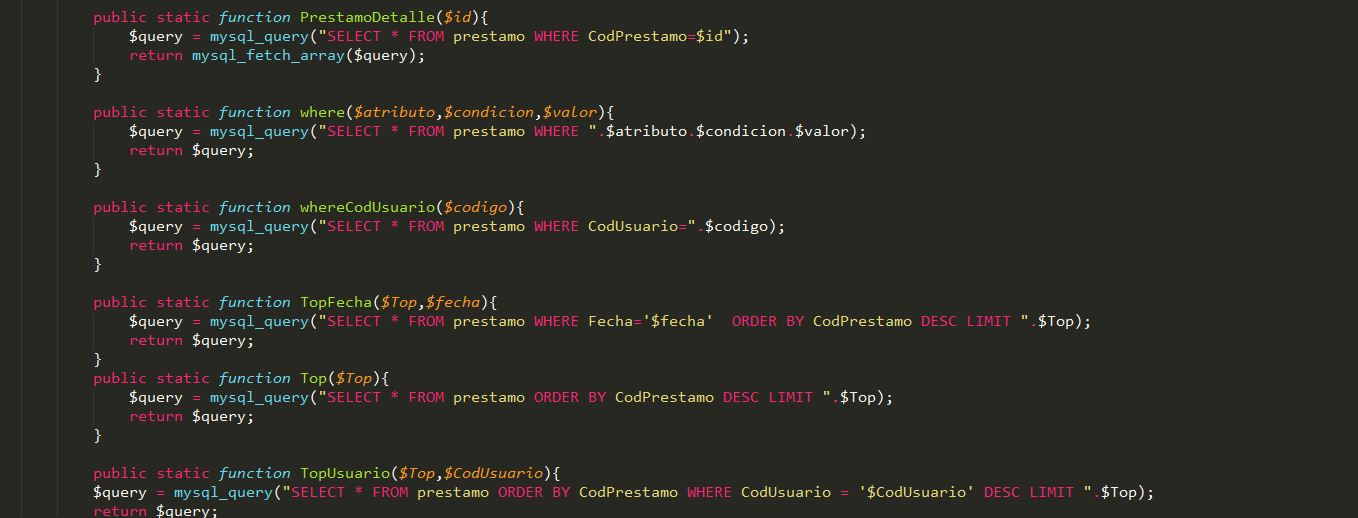 public static function PrestamoDetalle($id){
$query = mysql_query("SELECT * FROM prestamo WHERE CodPrestamo=$id");
return mysql_fetch_array($query);
}
public static function where($atributo,$condicion,$valor){
$query = mysql_query("SELECT * FROM prestamo WHERE ".$atributo.$condicion.$valor);
return $query;
}
public static function whereCodUsuario($codigo){
$query = mysql_query("SELECT * FROM prestamo WHERE CodUsuario=".$codigo);
return $query;
}
public static function TopFecha($Top,$fecha){
$query = mysql_query("SELECT * FROM prestamo WHERE Fecha='$fecha'  ORDER BY CodPrestamo DESC LIMIT ".$Top);
return $query;
}
public static function Top($Top){
$query = mysql_query("SELECT * FROM prestamo ORDER BY CodPrestamo DESC LIMIT ".$Top);
return $query;
}
public static function TopUsuario($Top,$CodUsuario){
$query = mysql_query("SELECT * FROM prestamo ORDER BY CodPrestamo WHERE CodUsuario = '$CodUsuario' DESC LIMIT ".$Top);
return $query;